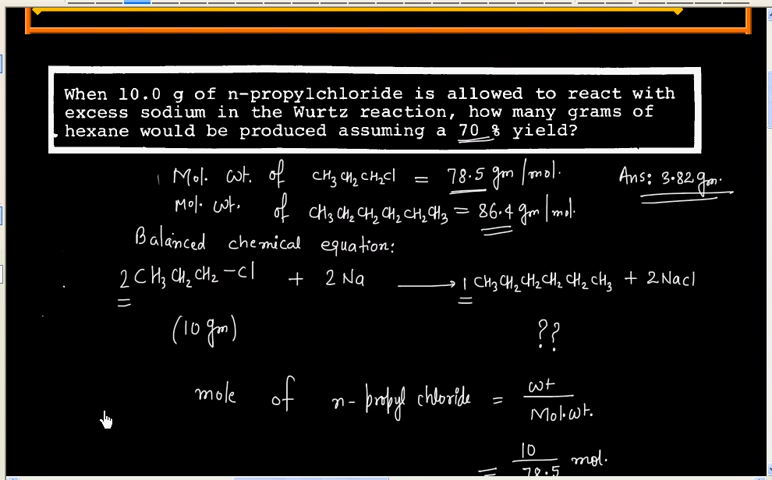 When 10.0 g of n-propylchloride is allowed to react with
excess sodium in the Wurtz reaction, how many grams of
hexane would be produced assuming a 70 % yield?
Mol. wt. of CH₃CH₂CH₂Cl = 78.5 gm/mol.
Ans: 3.82 gm.
Mol. wt. of CH₃CH₂CH₂CH₂CH₂CH₃ = 86.4 gm/mol.
Balanced chemical equation:
2CH₃CH₂CH₂-Cl + 2Na ⟶ 1 CH₃CH₂CH₂CH₂CH₂CH₃ + 2NaCl
(10 gm) ??
mole of n-propyl chloride = wt / Mol.wt.
= 10 / 78.5 mol.